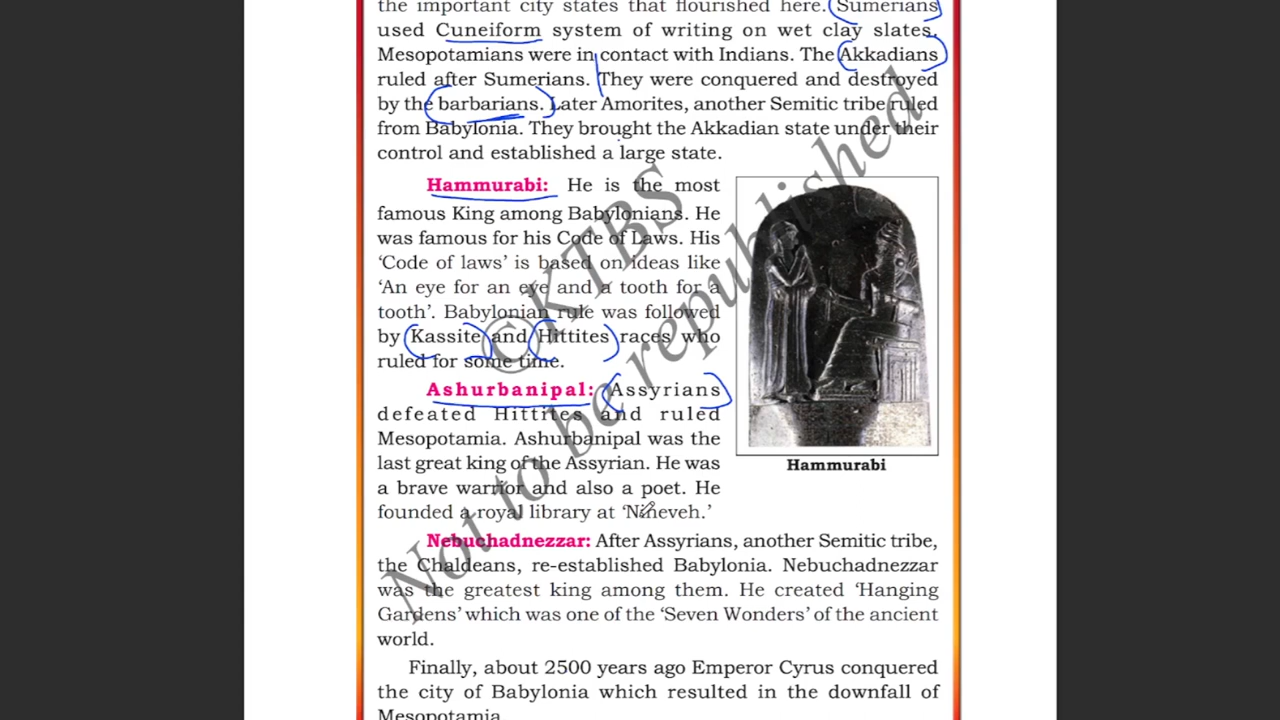 the important city states that flourished here. Sumerians
used Cuneiform system of writing on wet clay slates.
Mesopotamians were in contact with Indians. The Akkadians
ruled after Sumerians. They were conquered and destroyed
by the barbarians. Later Amorites, another Semitic tribe ruled
from Babylonia. They brought the Akkadian state under their
control and established a large state.
Hammurabi: He is the most
famous King among Babylonians. He
was famous for his Code of Laws. His
‘Code of laws’ is based on ideas like
‘An eye for an eye and a tooth for a
tooth’. Babylonian rule was followed
by Kassite and Hittites races who
ruled for some time.
Ashurbanipal: Assyrians
defeated Hittites and ruled
Mesopotamia. Ashurbanipal was the
last great king of the Assyrian. He was
a brave warrior and also a poet. He
founded a royal library at ‘Nineveh.’
Hammurabi
Nebuchadnezzar: After Assyrians, another Semitic tribe,
the Chaldeans, re-established Babylonia. Nebuchadnezzar
was the greatest king among them. He created ‘Hanging
Gardens’ which was one of the ‘Seven Wonders’ of the ancient
world.
Finally, about 2500 years ago Emperor Cyrus conquered
the city of Babylonia which resulted in the downfall of
Mesopotamia.
©KTBS
Not to be republished